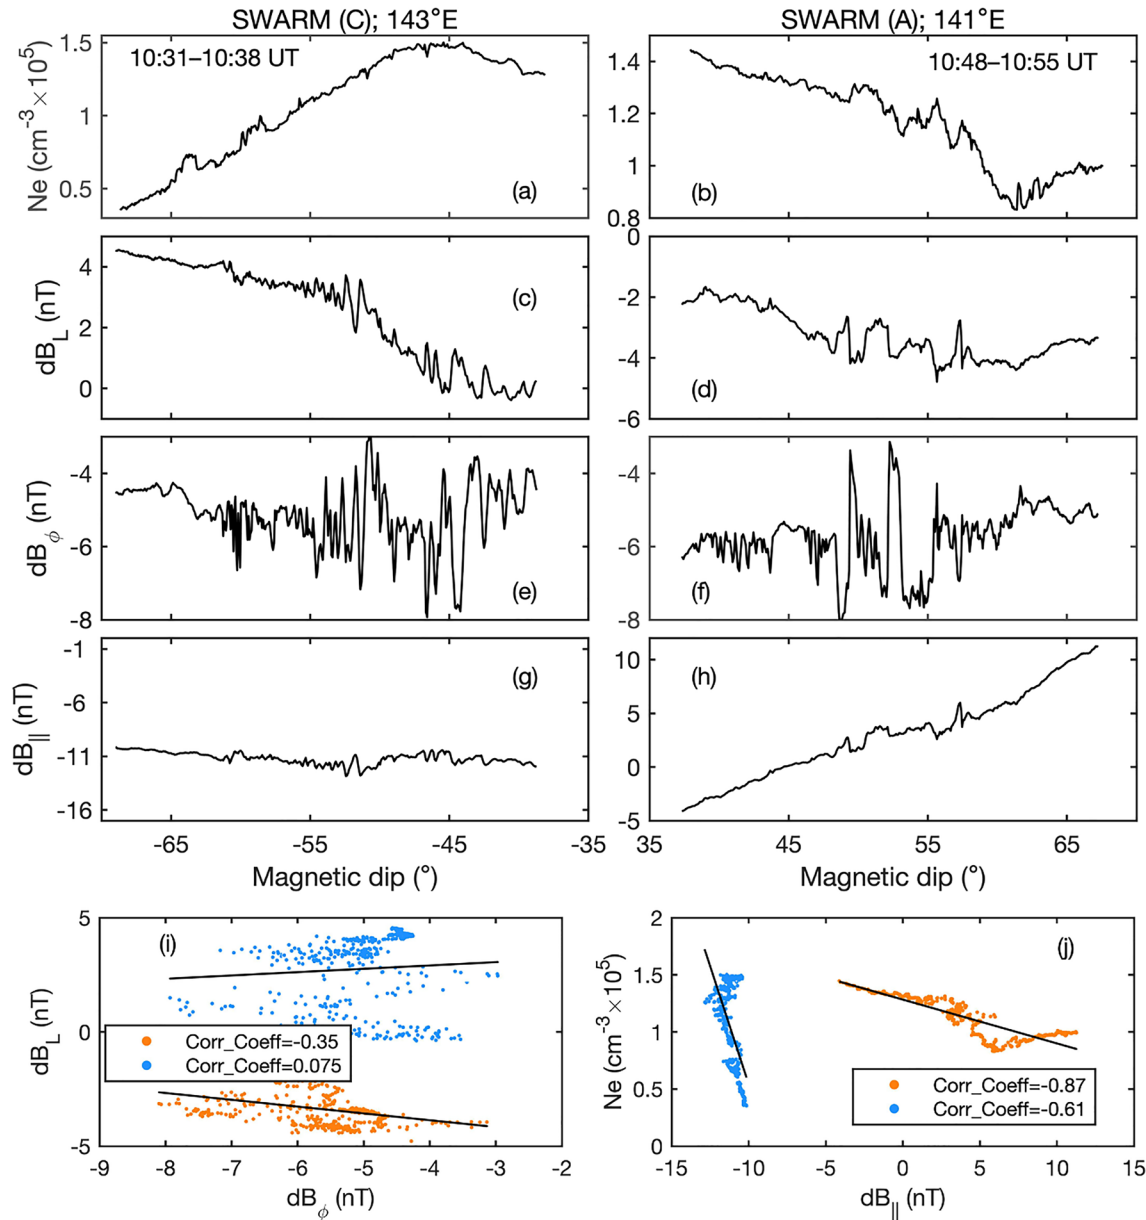 SWARM (C); 143°E
SWARM (A); 141°E
10:31–10:38 UT
10:48–10:55 UT
Ne (cm⁻³×10⁵)
1.5
1
0.5
(a)
1.4
1.2
1
0.8
(b)
dB_L (nT)
4
2
0
(c)
0
-2
-4
-6
(d)
dB_ϕ (nT)
-4
-6
-8
(e)
-4
-6
-8
(f)
dB_|| (nT)
-1
-6
-11
-16
(g)
10
5
0
-5
(h)
-65 -55 -45 -35
35 45 55 65
Magnetic dip (°)
Magnetic dip (°)
dB_L (nT)
5
0
-5
(i)
Corr_Coeff=-0.35
Corr_Coeff=0.075
-9 -8 -7 -6 -5 -4 -3 -2
dB_ϕ (nT)
Ne (cm⁻³×10⁵)
2
1.5
1
0.5
0
(j)
Corr_Coeff=-0.87
Corr_Coeff=-0.61
-15 -10 -5 0 5 10 15
dB_|| (nT)